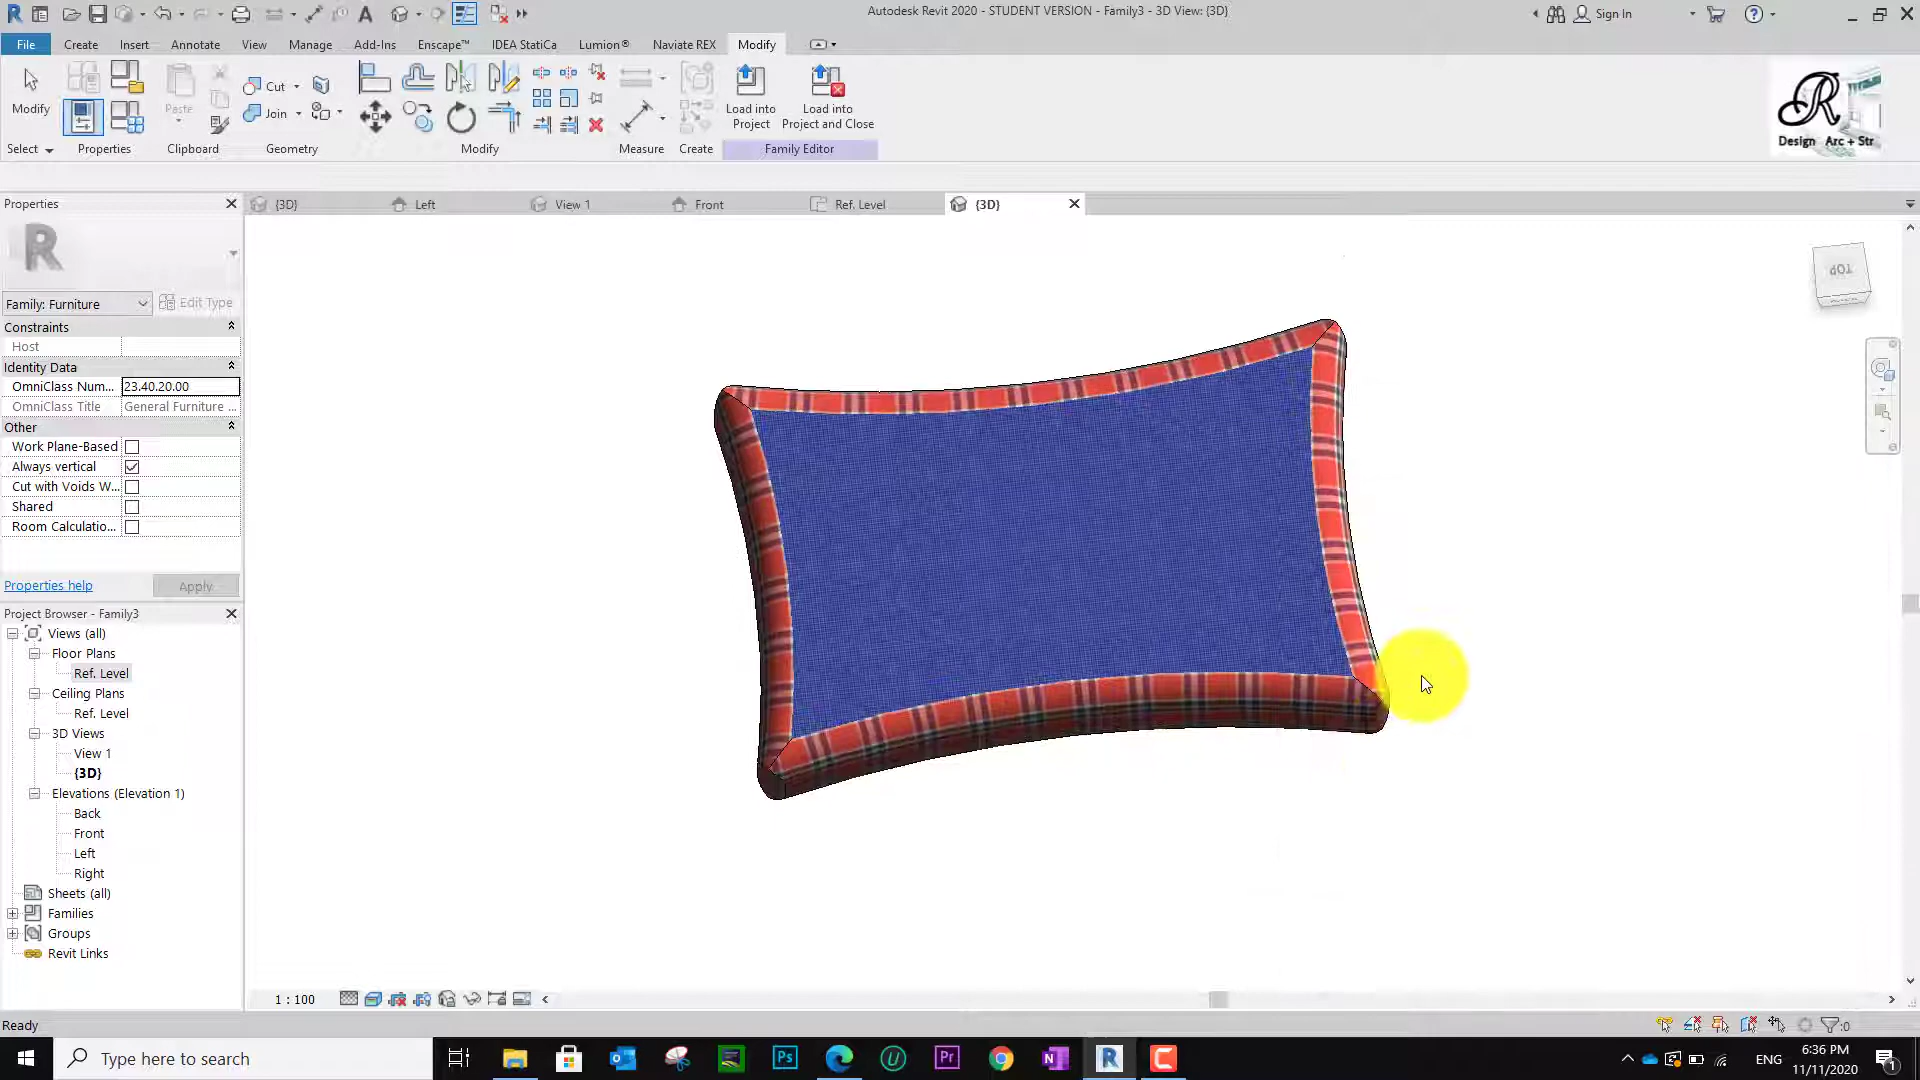 Autodesk Revit 2020 - STUDENT VERSION - Family3 - 3D View: {3D}
Sign In
File Create Insert Annotate View Manage Add-Ins Enscape™ IDEA StatiCa Lumion® Naviate REX Modify
Modify
Paste
Cut
Join
Load into Project
Load into Project and Close
Select Properties Clipboard Geometry Modify Measure Create Family Editor
R
Design Arc + Str
Properties
{3D} Left View 1 Front Ref. Level {3D}
R
Family: Furniture Edit Type
Constraints
Host
Identity Data
OmniClass Num... 23.40.20.00
OmniClass Title General Furniture ...
Other
Work Plane-Based
Always vertical
Cut with Voids W...
Shared
Room Calculatio...
Properties help Apply
Project Browser - Family3
Views (all)
Floor Plans
Ref. Level
Ceiling Plans
Ref. Level
3D Views
View 1
{3D}
Elevations (Elevation 1)
Back
Front
Left
Right
Sheets (all)
Families
Groups
Revit Links
TOP
1 : 100
Ready
:0
Type here to search
Ps
Pr
R
ENG
6:36 PM
11/11/2020
1